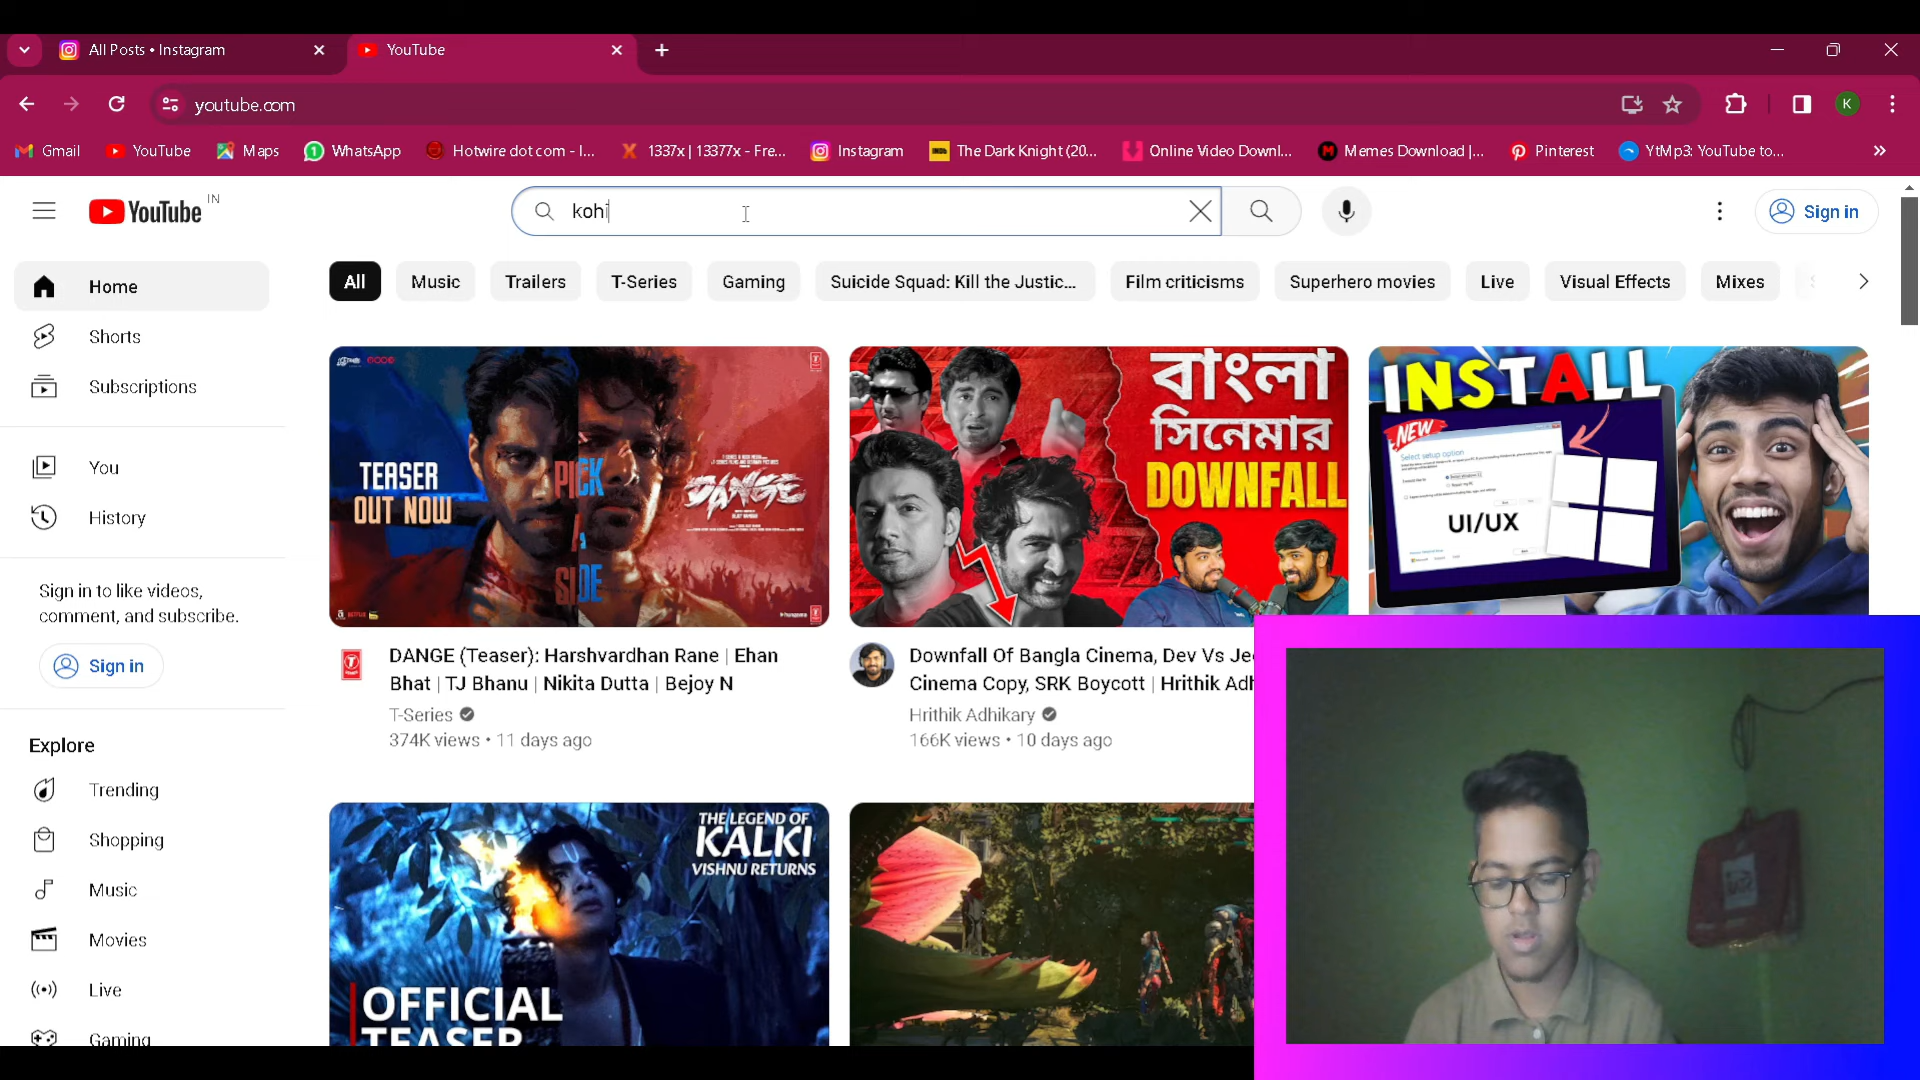 All Posts • Instagram
YouTube
youtube.com
K
Gmail
YouTube
Maps
WhatsApp
Hotwire dot com - I...
1337x | 13377x - Fre...
Instagram
The Dark Knight (20...
Online Video Downl...
Memes Download |...
Pinterest
YtMp3: YouTube to...
YouTube
IN
kohi
Sign in
All
Music
Trailers
T-Series
Gaming
Suicide Squad: Kill the Justic...
Film criticisms
Superhero movies
Live
Visual Effects
Mixes
Home
Shorts
Subscriptions
You
History
Sign in to like videos,
comment, and subscribe.
Sign in
Explore
Trending
Shopping
Music
Movies
Live
Gaming
TEASER
OUT NOW
PICK
A
SIDE
DANGE
DANGE (Teaser): Harshvardhan Rane | Ehan
Bhat | TJ Bhanu | Nikita Dutta | Bejoy N
T-Series
374K views • 11 days ago
বাংলা
সিনেমার
DOWNFALL
Downfall Of Bangla Cinema, Dev Vs Je
Cinema Copy, SRK Boycott | Hrithik Adh
Hrithik Adhikary
166K views • 10 days ago
INSTALL
NEW
Select setup option
UI/UX
THE LEGEND OF
KALKI
VISHNU RETURNS
OFFICIAL
TEASER